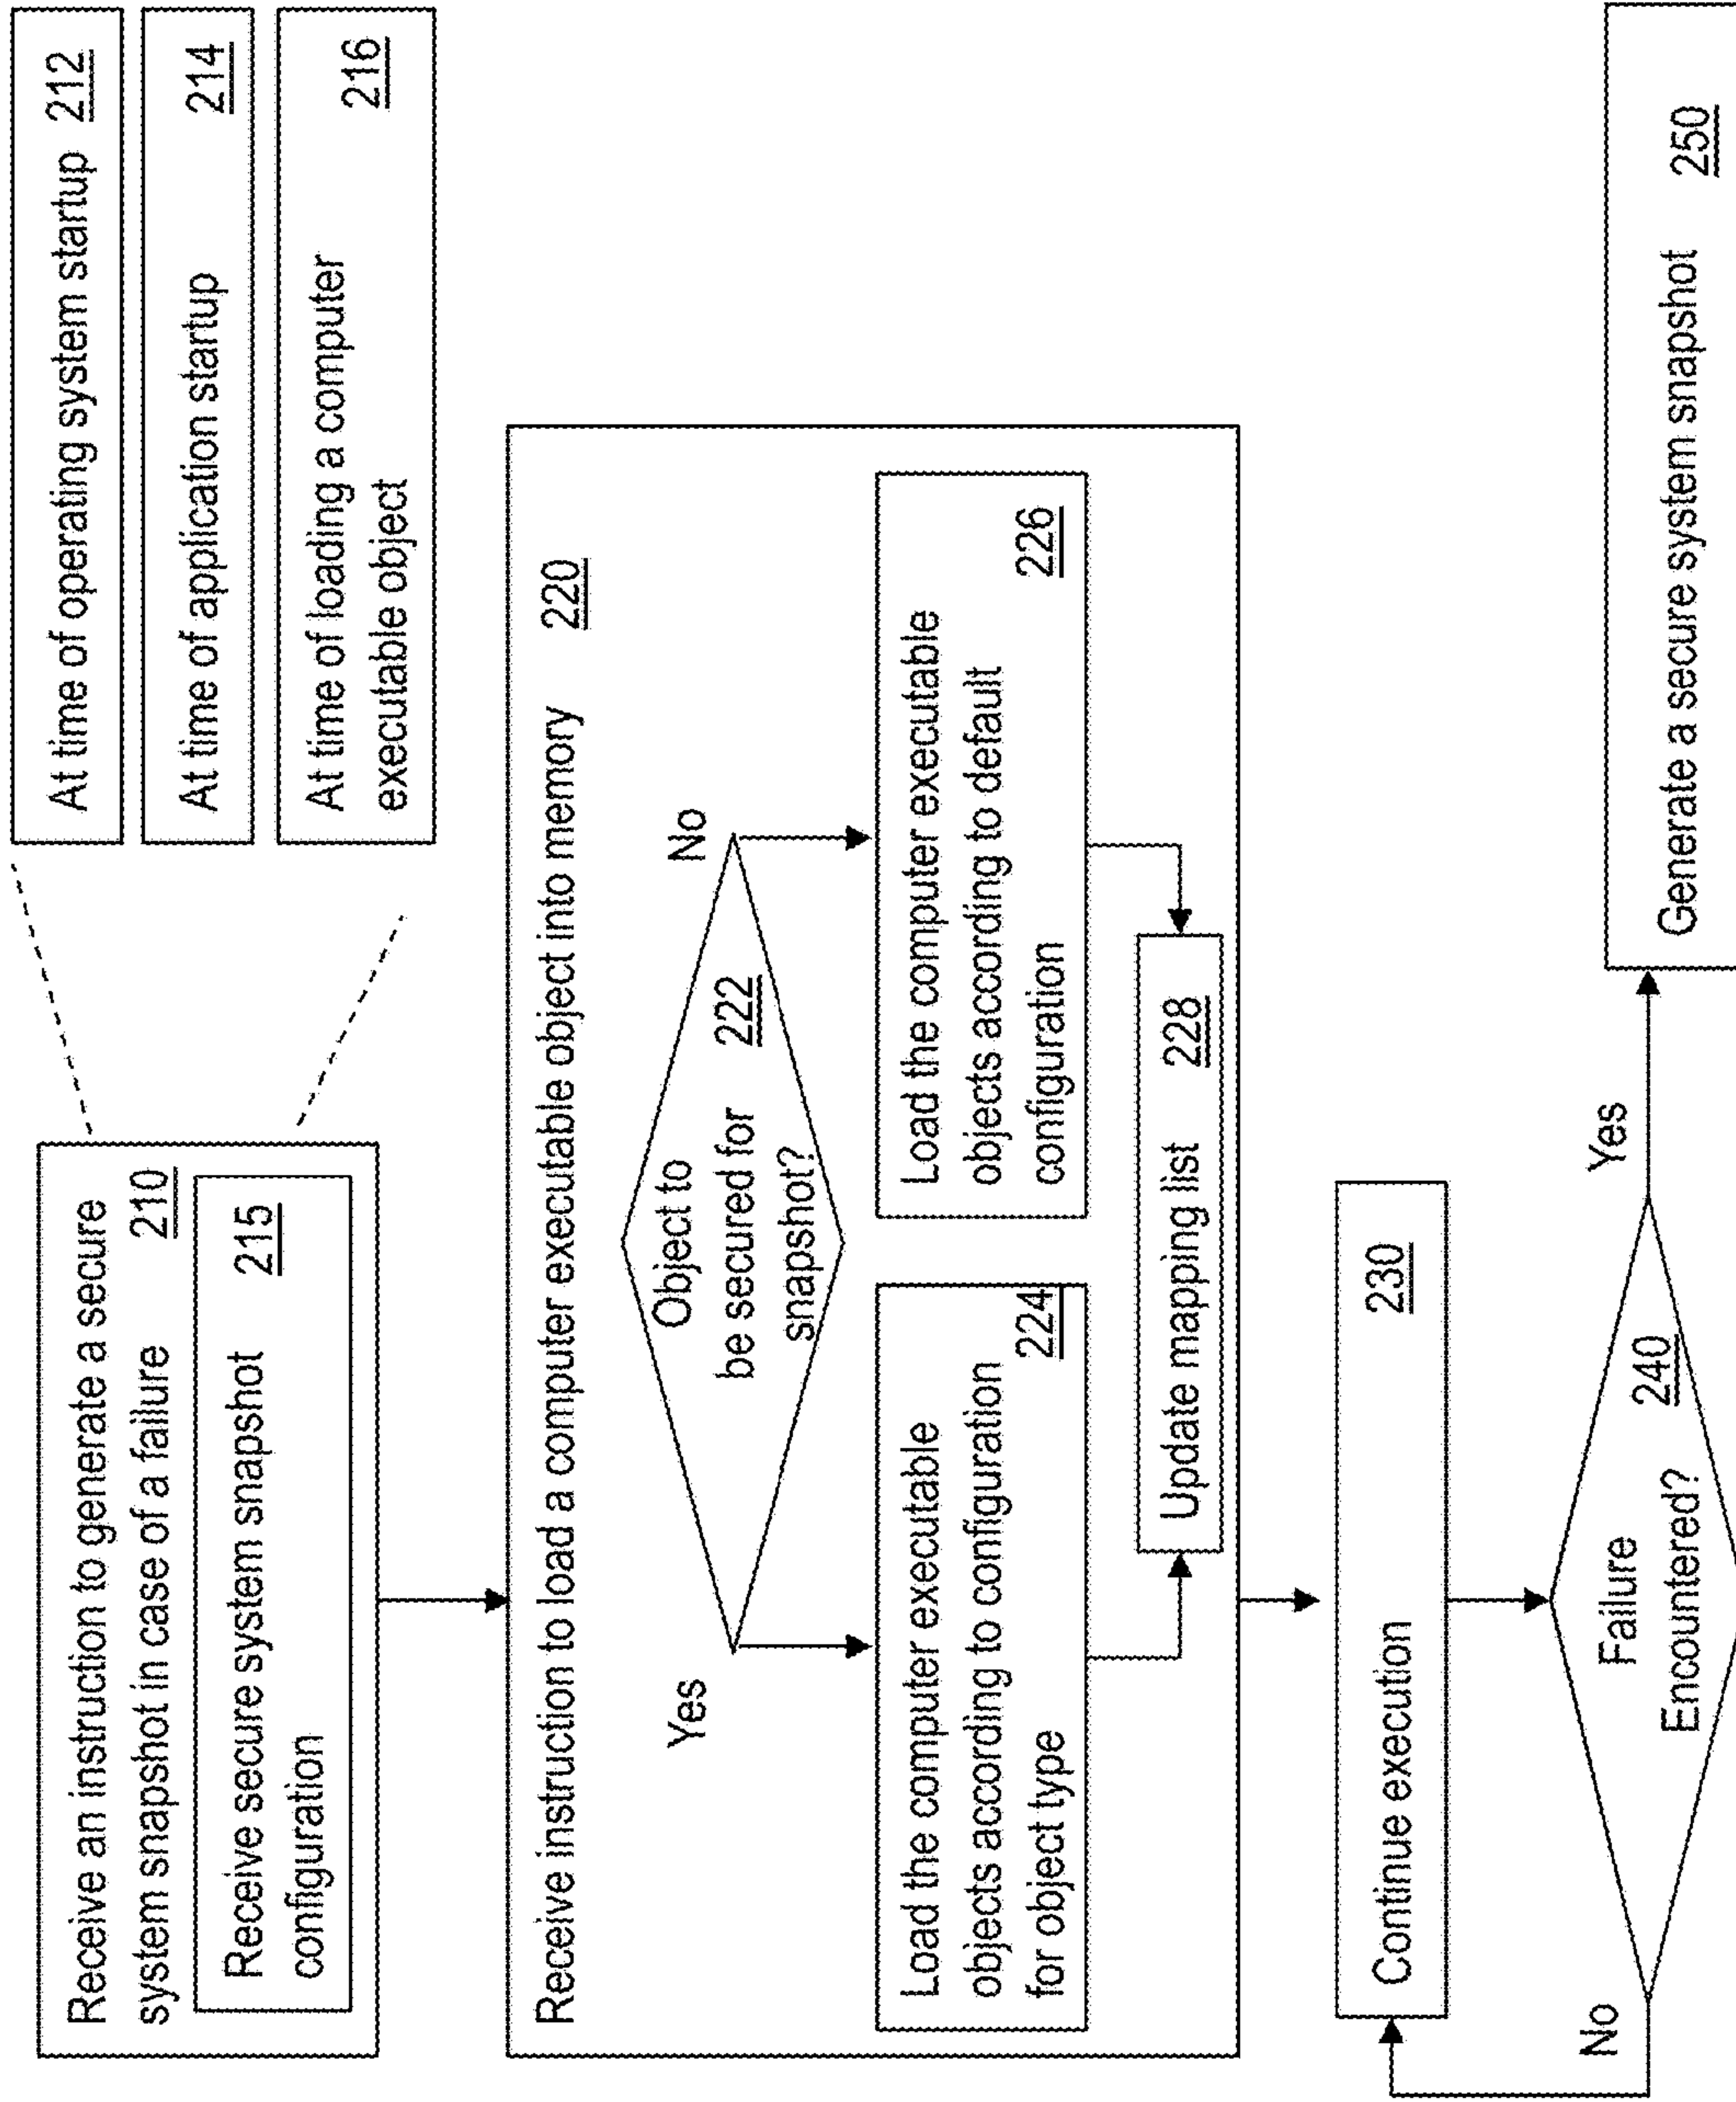 Receive an instruction to generate a secure
system snapshot in case of a failure 210
Receive secure system snapshot 215
configuration
At time of operating system startup 212
At time of application startup 214
At time of loading a computer 216
executable object
Receive instruction to load a computer executable object into memory 220
Object to
be secured for 222
snapshot?
Yes
No
Load the computer executable
objects according to configuration
for object type 224
Load the computer executable
objects according to default
configuration 226
Update mapping list 228
Continue execution 230
Failure 240
Encountered?
No
Yes
Generate a secure system snapshot 250